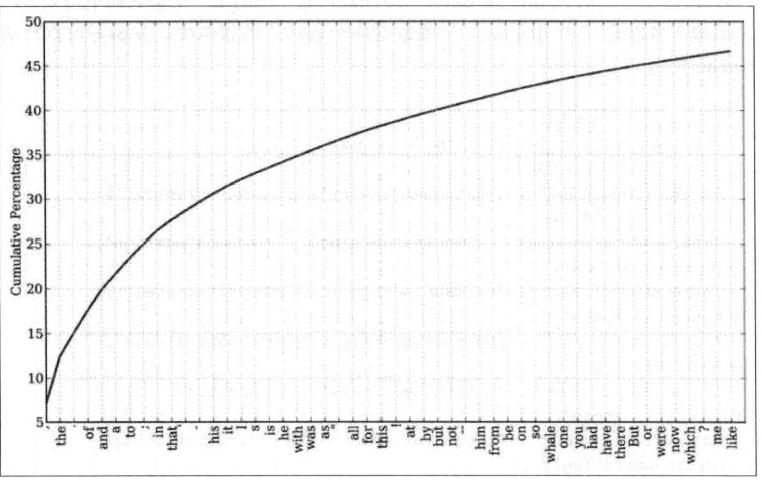 50
45
40
35
30
25
20
15
10
5
Cumulative Percentage
,
the
.
of
and
a
to
;
in
that
'
-
his
it
I
s
is
he
with
was
as
"
all
for
this
!
at
by
but
not
--
him
from
be
on
so
whale
one
you
had
have
there
But
or
were
now
which
?
me
like